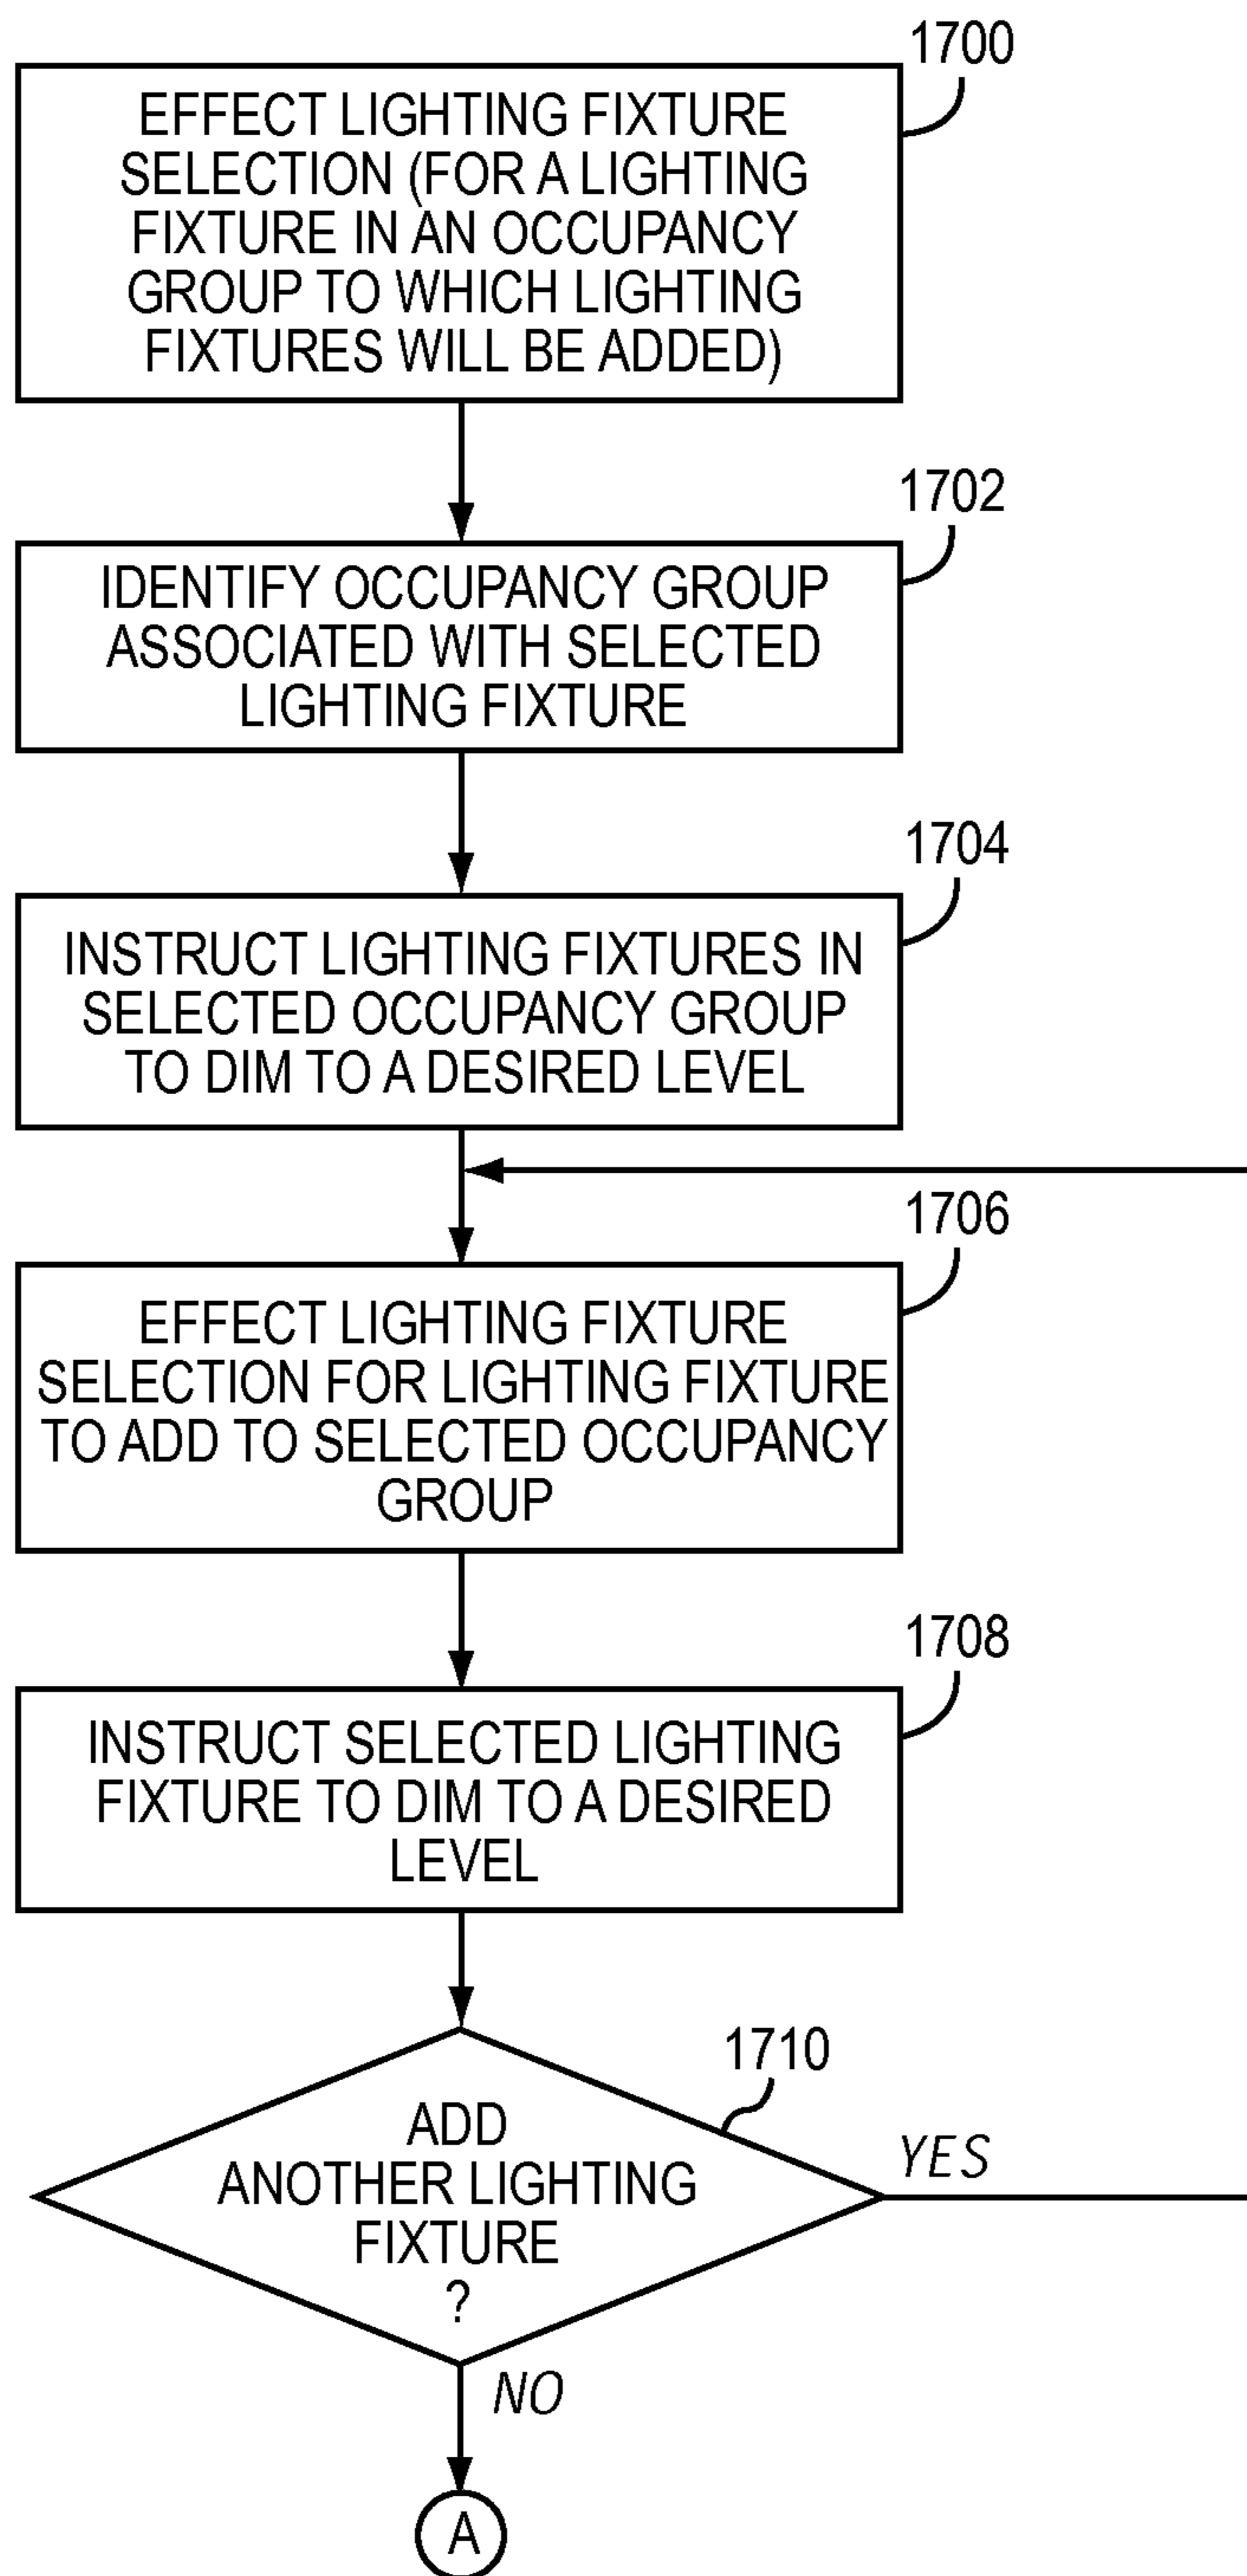 1700
EFFECT LIGHTING FIXTURE
SELECTION (FOR A LIGHTING
FIXTURE IN AN OCCUPANCY
GROUP TO WHICH LIGHTING
FIXTURES WILL BE ADDED)
1702
IDENTIFY OCCUPANCY GROUP
ASSOCIATED WITH SELECTED
LIGHTING FIXTURE
1704
INSTRUCT LIGHTING FIXTURES IN
SELECTED OCCUPANCY GROUP
TO DIM TO A DESIRED LEVEL
1706
EFFECT LIGHTING FIXTURE
SELECTION FOR LIGHTING FIXTURE
TO ADD TO SELECTED OCCUPANCY
GROUP
1708
INSTRUCT SELECTED LIGHTING
FIXTURE TO DIM TO A DESIRED
LEVEL
1710
ADD
ANOTHER LIGHTING
FIXTURE
?
YES
NO
A